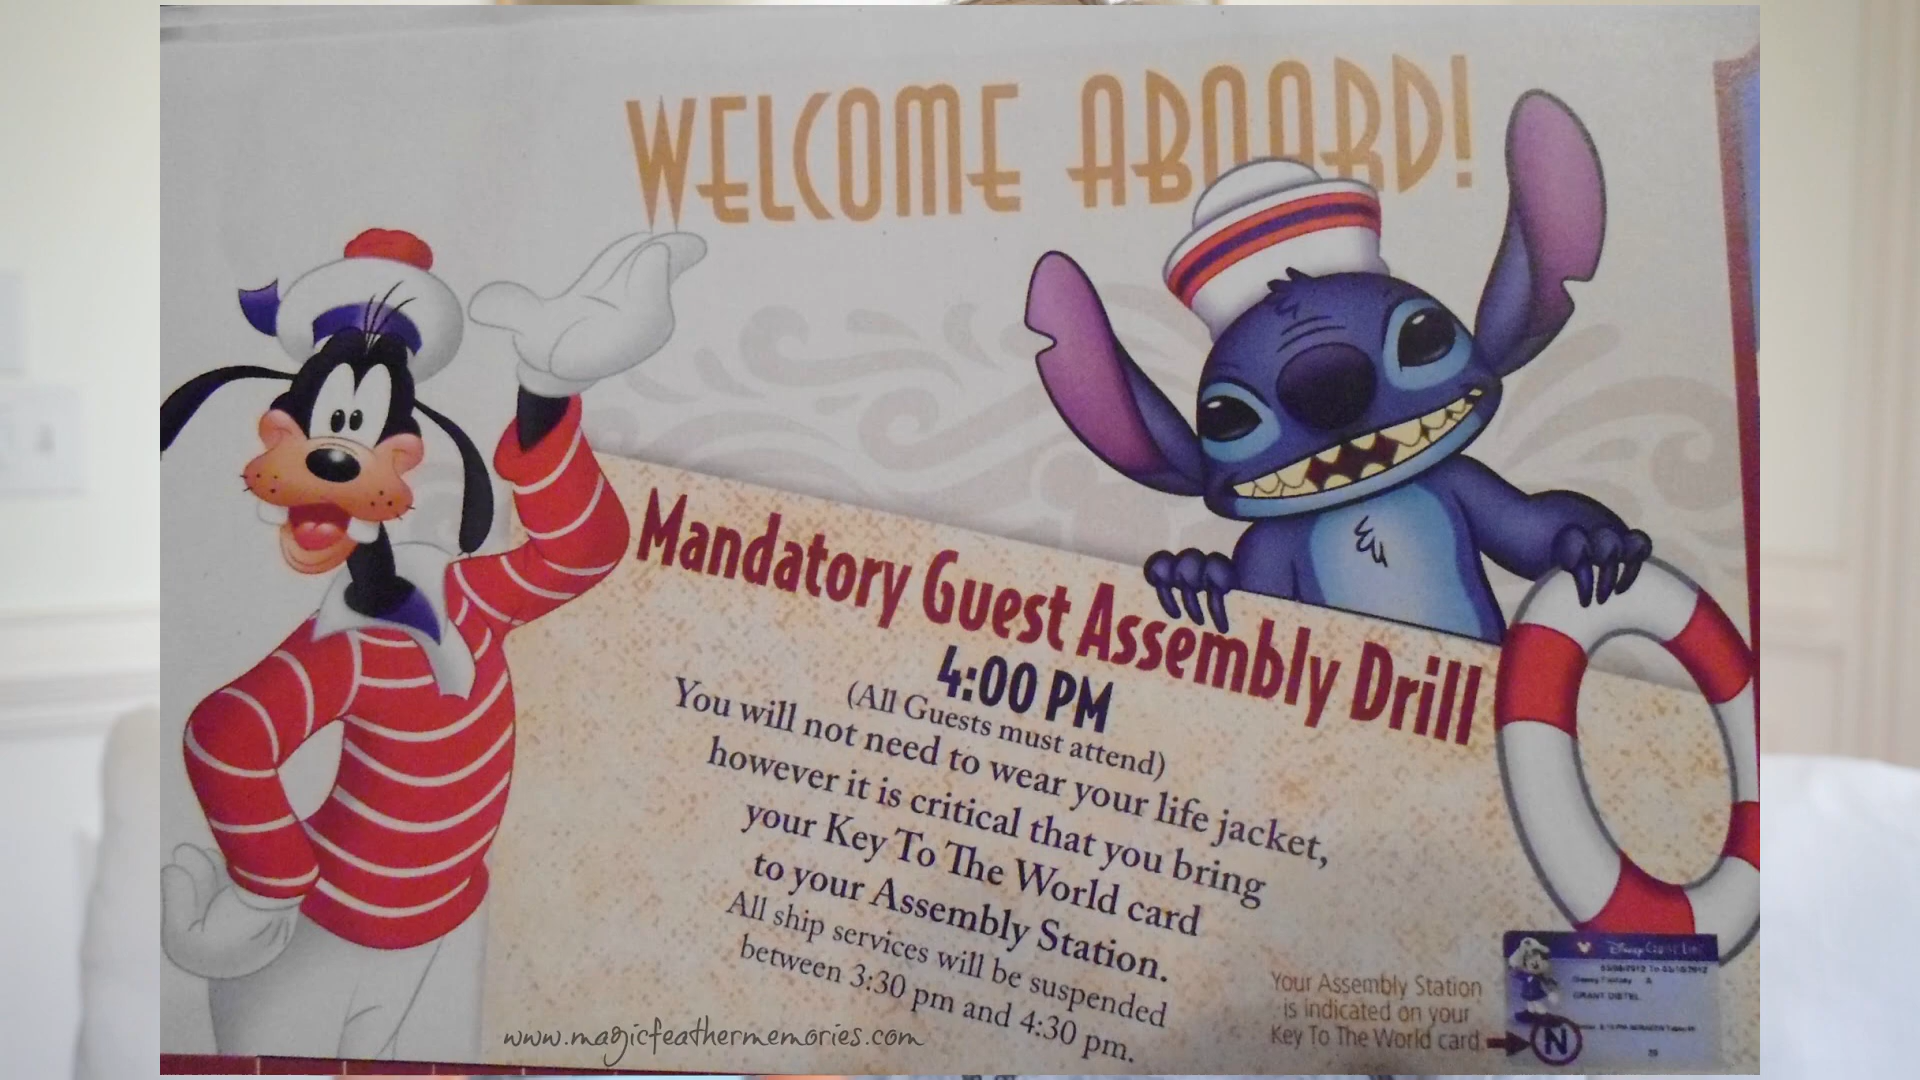 WELCOME ABOARD!
Mandatory Guest Assembly Drill
4:00 PM
(All Guests must attend)
You will not need to wear your life jacket,
however it is critical that you bring
your Key To The World card
to your Assembly Station.
All ship services will be suspended
between 3:30 pm and 4:30 pm.
Your Assembly Station
is indicated on your
Key To The World card
Disney Cruise Line
N
www.magicfeathermemories.com